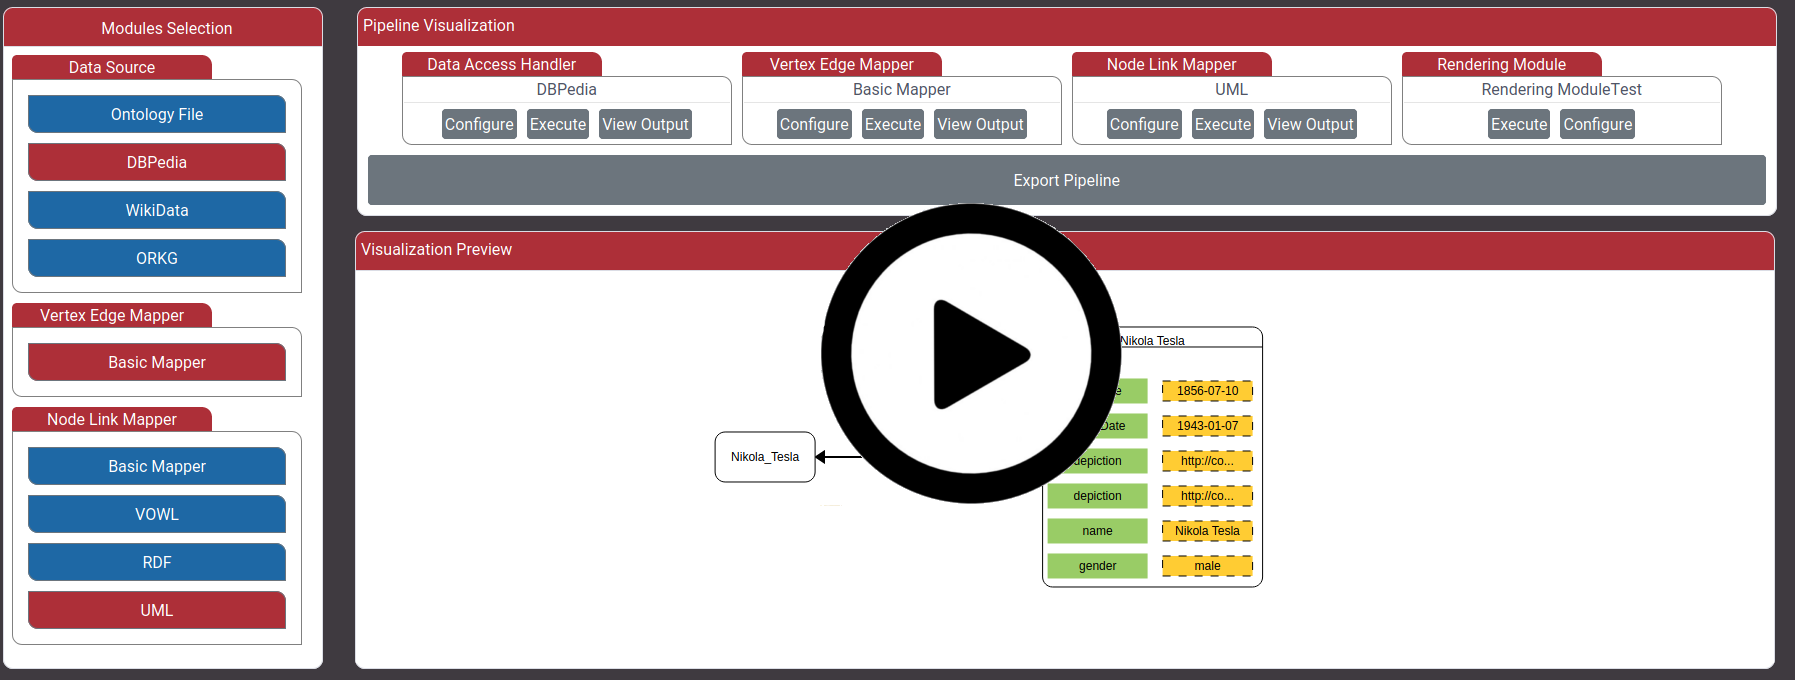 Modules Selection
Data Source
Ontology File
DBPedia
WikiData
ORKG
Vertex Edge Mapper
Basic Mapper
Node Link Mapper
Basic Mapper
VOWL
RDF
UML
Pipeline Visualization
Data Access Handler
DBPedia
Configure Execute View Output
Vertex Edge Mapper
Basic Mapper
Configure Execute View Output
Node Link Mapper
UML
Configure Execute View Output
Rendering Module
Rendering ModuleTest
Execute Configure
Export Pipeline
Visualization Preview
Nikola_Tesla
Nikola Tesla
1856-07-10
Date 1943-01-07
depiction http://co...
depiction http://co...
name Nikola Tesla
gender male